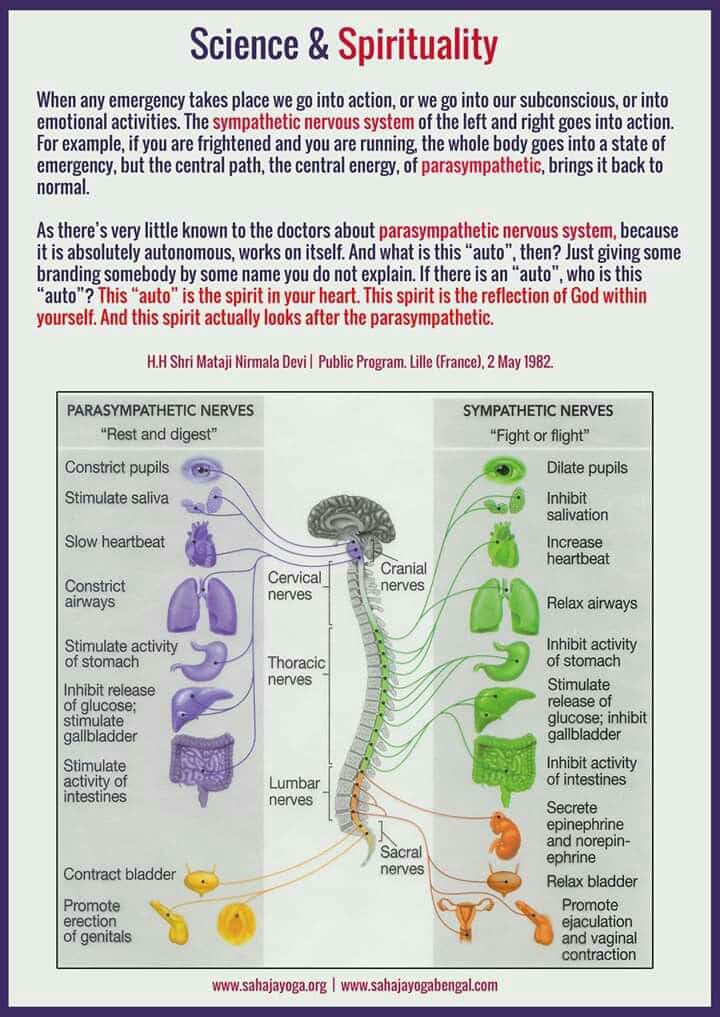 Science & Spirituality
When any emergency takes place we go into action, or we go into our subconscious, or into
emotional activities. The sympathetic nervous system of the left and right goes into action.
For example, if you are frightened and you are running, the whole body goes into a state of
emergency, but the central path, the central energy, of parasympathetic, brings it back to
normal.
As there's very little known to the doctors about parasympathetic nervous system, because
it is absolutely autonomous, works on itself. And what is this “auto”, then? Just giving some
branding somebody by some name you do not explain. If there is an “auto”, who is this
“auto”? This “auto” is the spirit in your heart. This spirit is the reflection of God within
yourself. And this spirit actually looks after the parasympathetic.
H.H Shri Mataji Nirmala Devi | Public Program. Lille (France), 2 May 1982.
PARASYMPATHETIC NERVES
“Rest and digest”
Constrict pupils
Stimulate saliva
Slow heartbeat
Constrict
airways
Stimulate activity
of stomach
Inhibit release
of glucose;
stimulate
gallbladder
Stimulate
activity of
intestines
Contract bladder
Promote
erection
of genitals
Cervical
nerves
Cranial
nerves
Thoracic
nerves
Lumbar
nerves
Sacral
nerves
SYMPATHETIC NERVES
“Fight or flight”
Dilate pupils
Inhibit
salivation
Increase
heartbeat
Relax airways
Inhibit activity
of stomach
Stimulate
release of
glucose; inhibit
gallbladder
Inhibit activity
of intestines
Secrete
epinephrine
and norepin-
ephrine
Relax bladder
Promote
ejaculation
and vaginal
contraction
www.sahajayoga.org | www.sahajayogabengal.com